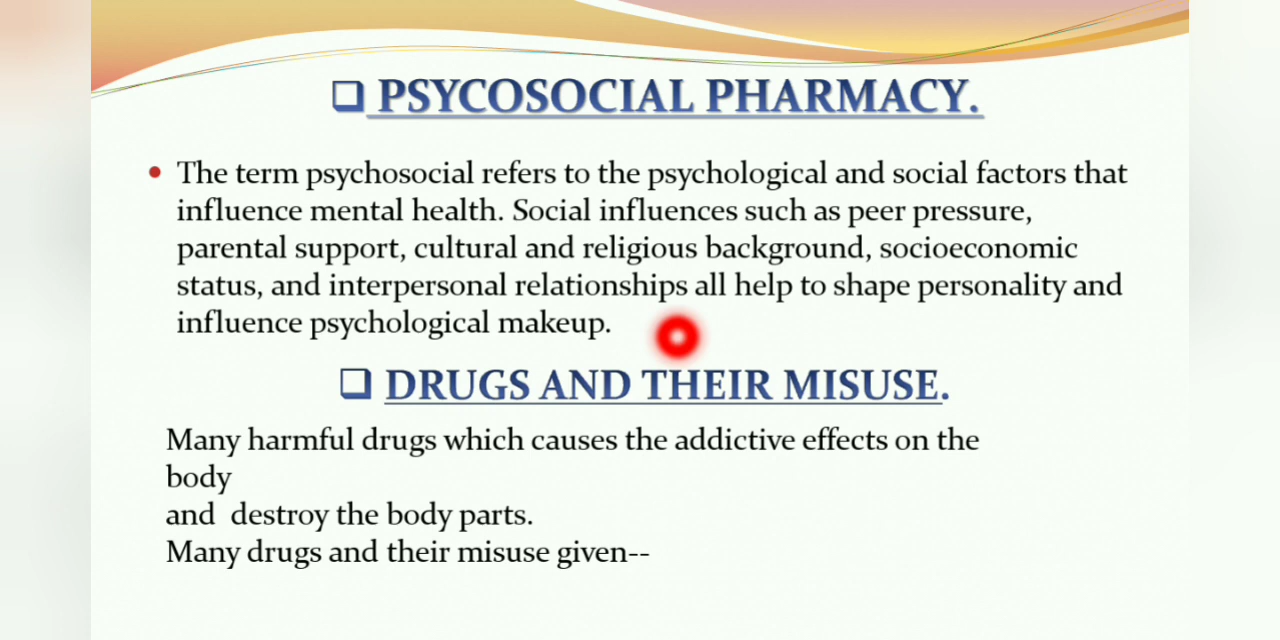 PSYCOSOCIAL PHARMACY.
The term psychosocial refers to the psychological and social factors that
influence mental health. Social influences such as peer pressure,
parental support, cultural and religious background, socioeconomic
status, and interpersonal relationships all help to shape personality and
influence psychological makeup.
DRUGS AND THEIR MISUSE.
Many harmful drugs which causes the addictive effects on the
body
and  destroy the body parts.
Many drugs and their misuse given--